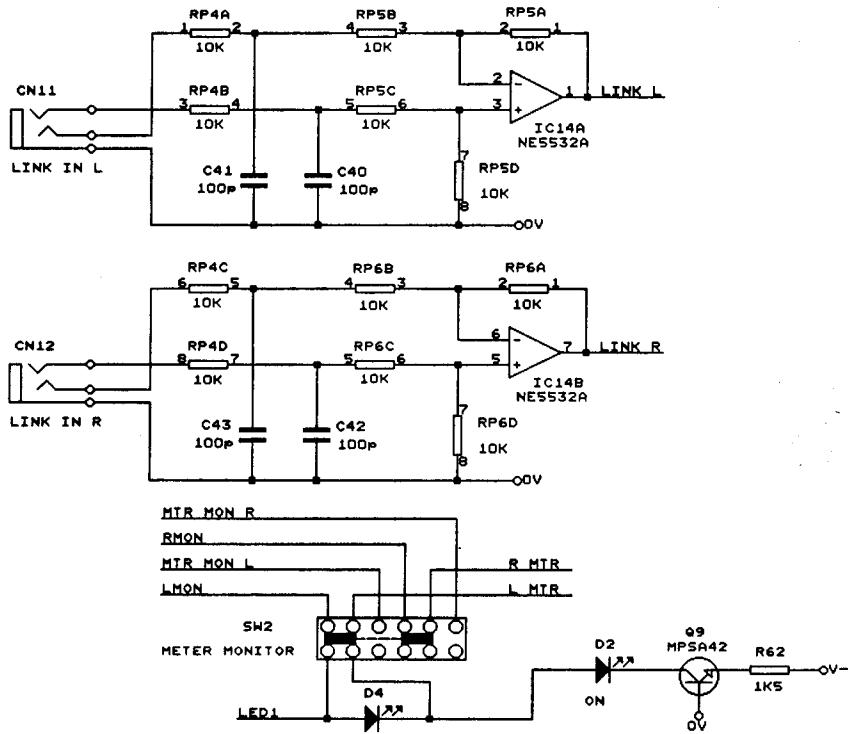 RP4A RP5B RP5A
1 2 4 3 2 1
10K 10K 10K
CN11
RP4B RP5C
2 − 1 LINK L
3 4 5 6 3 +
10K 10K
IC14A
NE5532A
LINK IN L
C41 100p
C40 100p
7 RP5D
10K
8
0V
RP4C RP6B RP6A
6 5 4 3 2 1
10K 10K 10K
CN12
RP4D RP6C
6 − 7 LINK R
8 7 5 6 5 +
10K 10K
IC14B
NE5532A
LINK IN R
C43 100p
C42 100p
7 RP6D
10K
8
0V
MTR MON R
RMON
MTR MON L R MTR
LMON L MTR
SW2
METER MONITOR
D2
ON
Q9
MPSA42
R62
1K5
V−
0V
D4
LED1